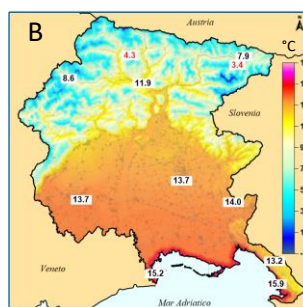 B
Austria
Å
°C
4.3
7.9
3.4
8.6
11.9
Slovenia
13.7
13.7
14.0
13.2
15.2
15.9
Veneto
Mar Adriatico